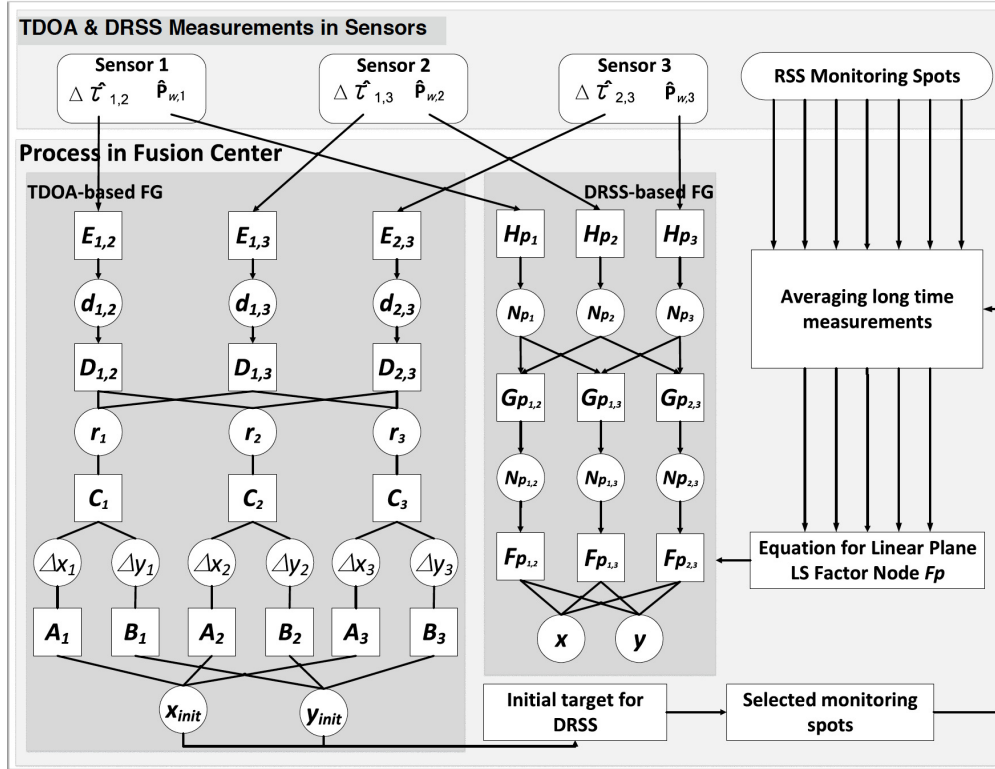 TDOA & DRSS Measurements in Sensors
Sensor 1
Δ τ̂ 1,2 P̂w,1
Sensor 2
Δ τ̂ 1,3 P̂w,2
Sensor 3
Δ τ̂ 2,3 P̂w,3
RSS Monitoring Spots
Process in Fusion Center
TDOA-based FG
DRSS-based FG
E1,2 E1,3 E2,3
Hp1 Hp2 Hp3
d1,2 d1,3 d2,3
Np1 Np2 Np3
Averaging long time
measurements
D1,2 D1,3 D2,3
Gp1,2 Gp1,3 Gp2,3
r1 r2 r3
Np1,2 Np1,3 Np2,3
C1 C2 C3
Δx1 Δy1 Δx2 Δy2 Δx3 Δy3
Fp1,2 Fp1,3 Fp2,3
Equation for Linear Plane
LS Factor Node Fp
A1 B1 A2 B2 A3 B3
x y
xinit yinit
Initial target for
DRSS
Selected monitoring
spots